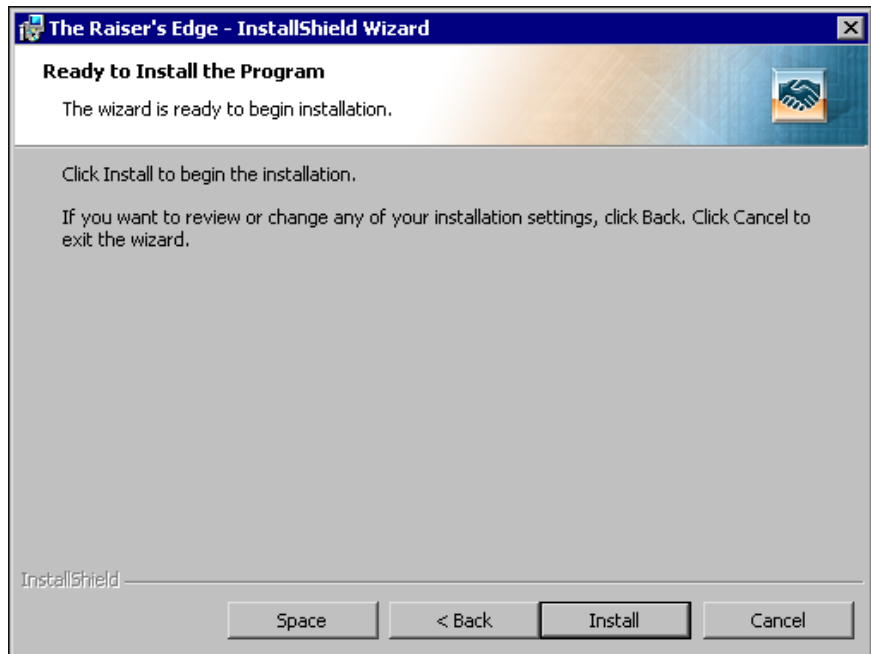 The Raiser's Edge - InstallShield Wizard
Ready to Install the Program
The wizard is ready to begin installation.
Click Install to begin the installation.
If you want to review or change any of your installation settings, click Back. Click Cancel to
exit the wizard.
InstallShield
Space
< Back
Install
Cancel